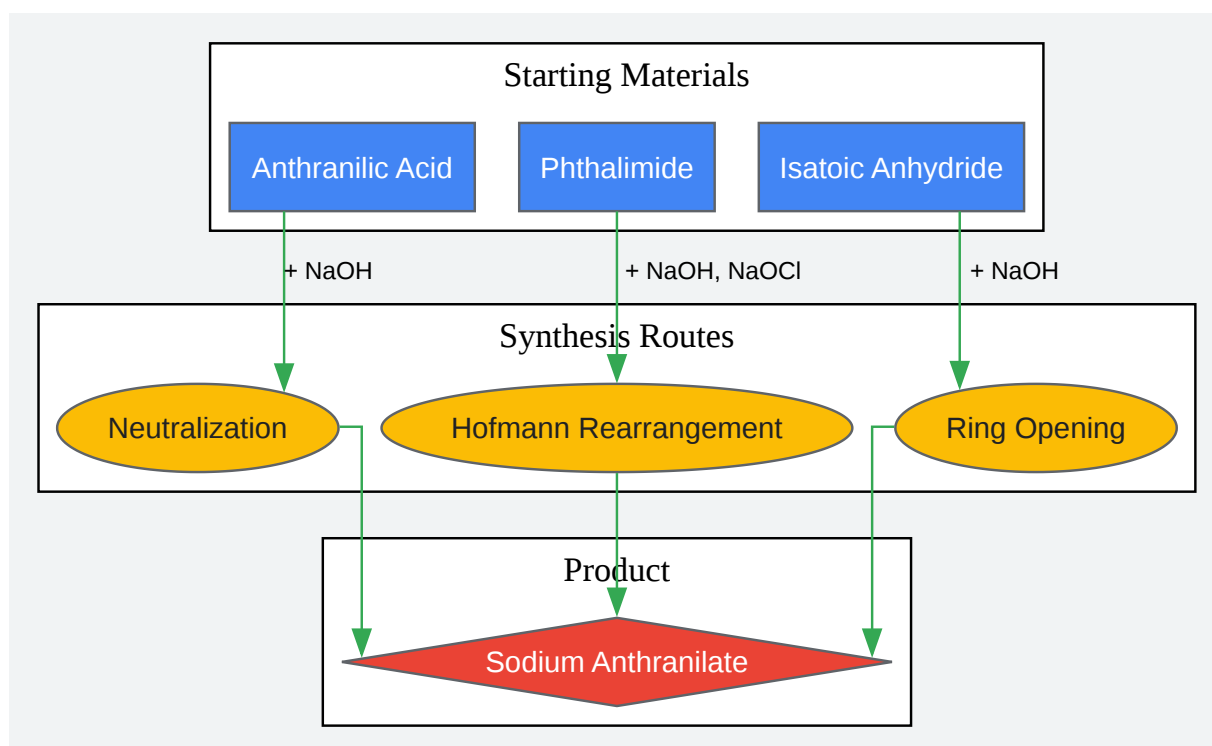 Starting Materials
Anthranilic Acid
Phthalimide
Isatoic Anhydride
+ NaOH
+ NaOH, NaOCl
+ NaOH
Synthesis Routes
Neutralization
Hofmann Rearrangement
Ring Opening
Product
Sodium Anthranilate